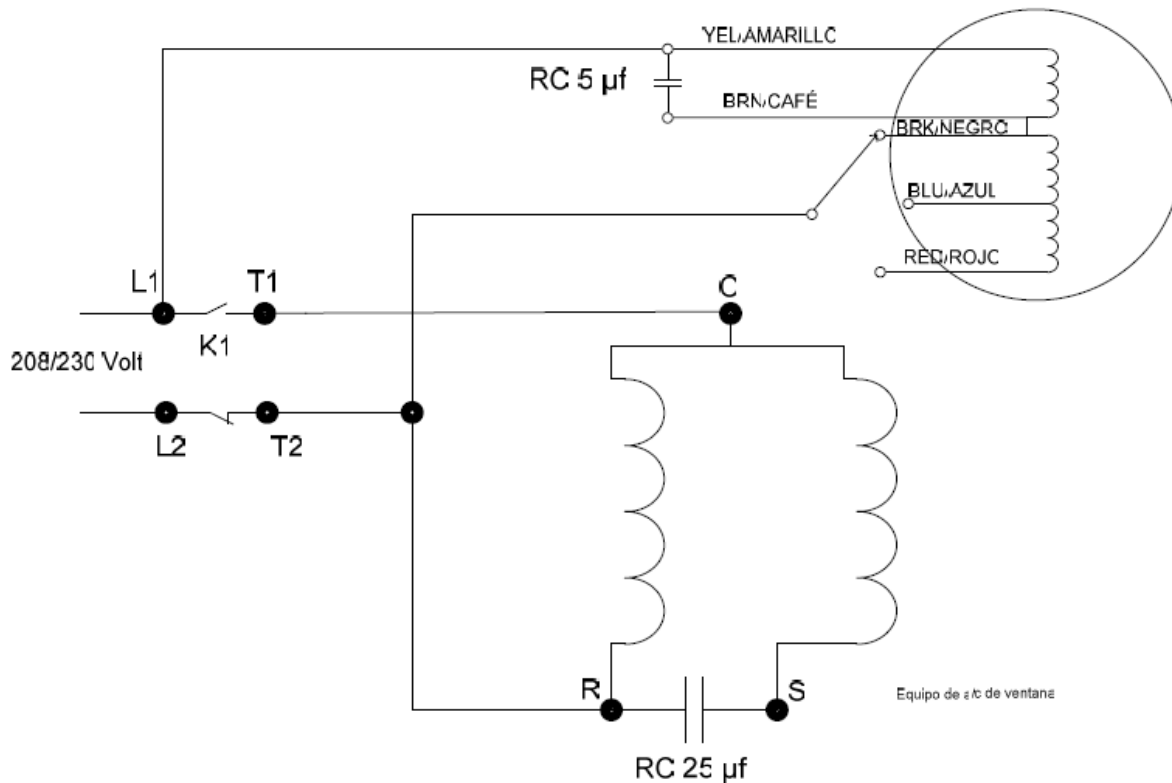 YEL/AMARILLO
RC 5 µf
BRN/CAFÉ
BRK/NEGRO
BLU/AZUL
RED/ROJO
L1
T1
C
K1
208/230 Volt
L2
T2
R
S
Equipo de a/c de ventana
RC 25 µf